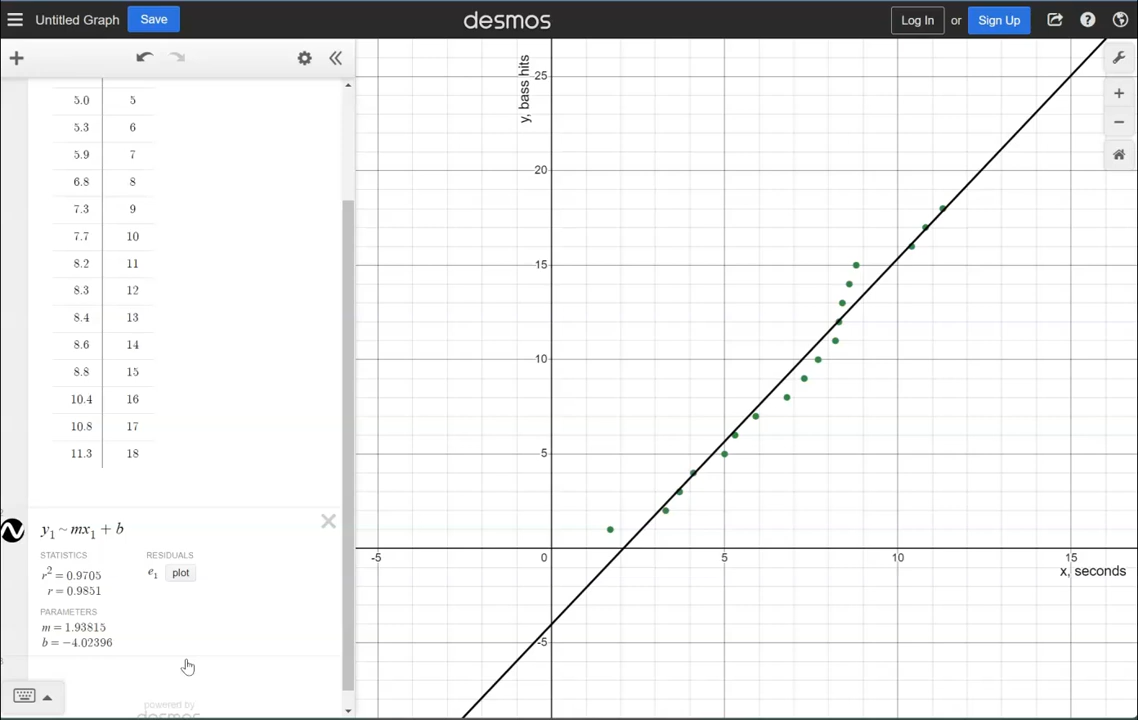 Untitled Graph Save desmos Log In or Sign Up
5.0 5
5.3 6
5.9 7
6.8 8
7.3 9
7.7 10
8.2 11
8.3 12
8.4 13
8.6 14
8.8 15
10.4 16
10.8 17
11.3 18
y₁ ~ mx₁ + b
STATISTICS RESIDUALS
r² = 0.9705 e₁ plot
r = 0.9851
PARAMETERS
m = 1.93815
b = −4.02396
powered by
desmos
y, bass hits
25
20
15
10
5
-5 0 5 10 15
x, seconds
-5